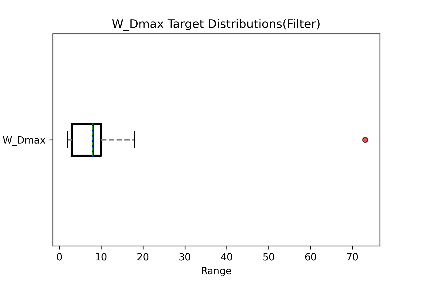 W_Dmax Target Distributions(Filter)
W_Dmax
0 10 20 30 40 50 60 70
Range